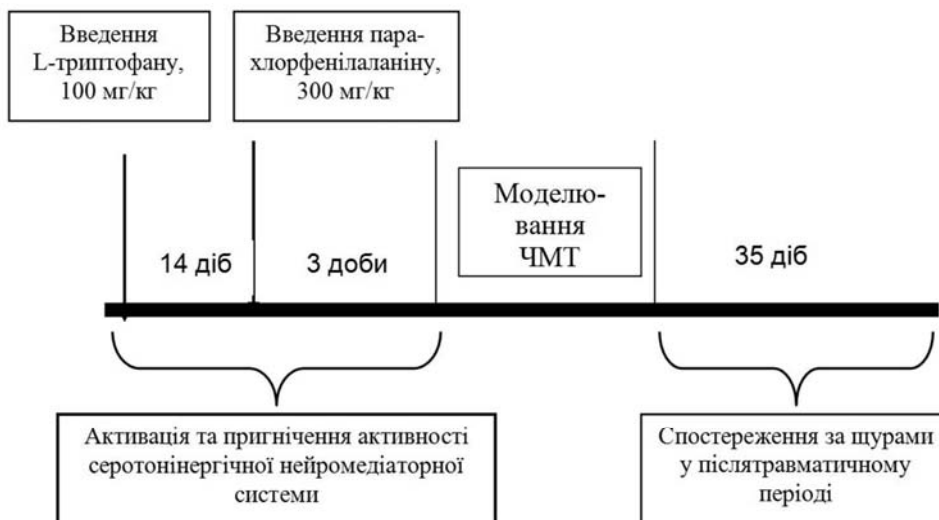 Введення
L-триптофану,
100 мг/кг
Введення пара-
хлорфенілаланіну,
300 мг/кг
Моделю-
вання
ЧМТ
14 діб
3 доби
35 діб
Активація та пригнічення активності
серотонінергічної нейромедіаторної
системи
Спостереження за щурами
у післятравматичному
періоді